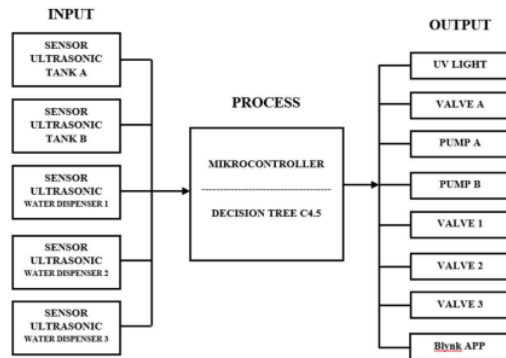 INPUT
SENSOR
ULTRASONIC
TANK A
SENSOR
ULTRASONIC
TANK B
SENSOR
ULTRASONIC
WATER DISPENSER 1
SENSOR
ULTRASONIC
WATER DISPENSER 2
SENSOR
ULTRASONIC
WATER DISPENSER 3
PROCESS
MIKROCONTROLLER
DECISION TREE C4.5
OUTPUT
UV LIGHT
VALVE A
PUMP A
PUMP B
VALVE 1
VALVE 2
VALVE 3
Blynk APP